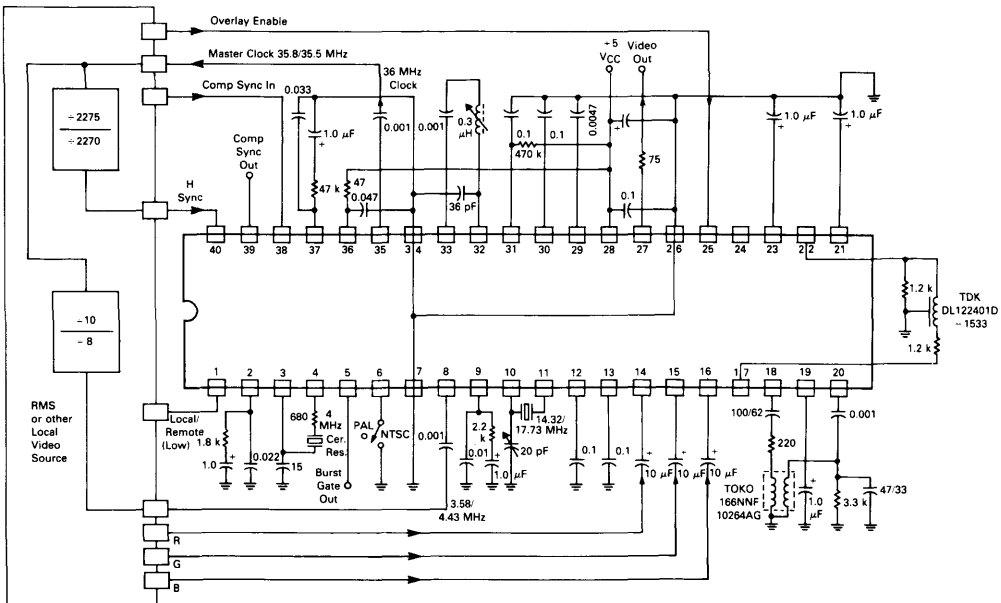 Overlay Enable
Master Clock 35.8/35.5 MHz
Comp Sync In
÷2275
÷2270
H
Sync
−10
−8
RMS
or other
Local
Video
Source
Local/
Remote
(Low)
R
G
B
Comp
Sync
Out
0.033
1.0 μF
+
47 k
36 MHz
Clock
0.001
47
0.047
0.001
0.3
μH
36 pF
0.1
470 k
0.1
0.0047
+5
VCC
Video
Out
+
75
0.1
1.0 μF
+
1.0 μF
+
40 39 38 37 36 35 3 4 33 32 31 30 29 28 27 2 6 25 24 23 2 2 21
1.2 k
1.2 k
TDK
DL122401D
-1533
1 2 3 4 5 6 7 8 9 10 11 12 13 14 15 16 1 7 18 19 20
1.8 k
+
1.0
0.022
15
680
4
MHz
Cer.
Res.
Burst
Gate
Out
PAL
NTSC
0.001
3.58/
4.43 MHz
0.01
2.2
k
+
1.0
μF
14.32/
17.73 MHz
20 pF
0.1
0.1
+
10 μF
+
10 μF
+
10 μF
100/62
220
TOKO
166NNF
10264AG
+
1.0
μF
0.001
3.3 k
47/33